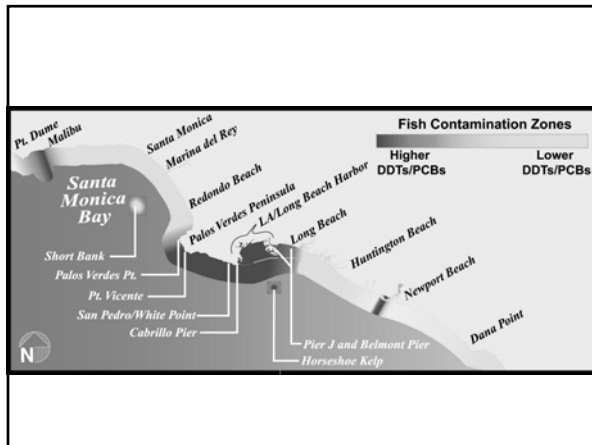 Pt. Dume
Malibu
Santa Monica
Marina del Rey
Fish Contamination Zones
Higher
DDTs/PCBs
Lower
DDTs/PCBs
Santa
Monica
Bay
Redondo Beach
Palos Verdes Peninsula
LA/Long Beach Harbor
Long Beach
Huntington Beach
Newport Beach
Dana Point
Short Bank
Palos Verdes Pt.
Pt. Vicente
San Pedro/White Point
Cabrillo Pier
Pier J and Belmont Pier
Horseshoe Kelp
N